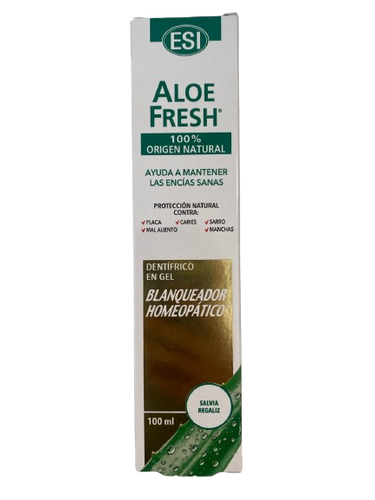 ESI
ALOE
FRESH®
100%
ORIGEN NATURAL
AYUDA A MANTENER
LAS ENCÍAS SANAS
PROTECCIÓN NATURAL
CONTRA:
✓PLACA ✓CARIES ✓SARRO
✓MAL ALIENTO ✓MANCHAS
DENTÍFRICO
EN GEL
BLANQUEADOR
HOMEOPÁTICO
SALVIA
REGALIZ
100 ml